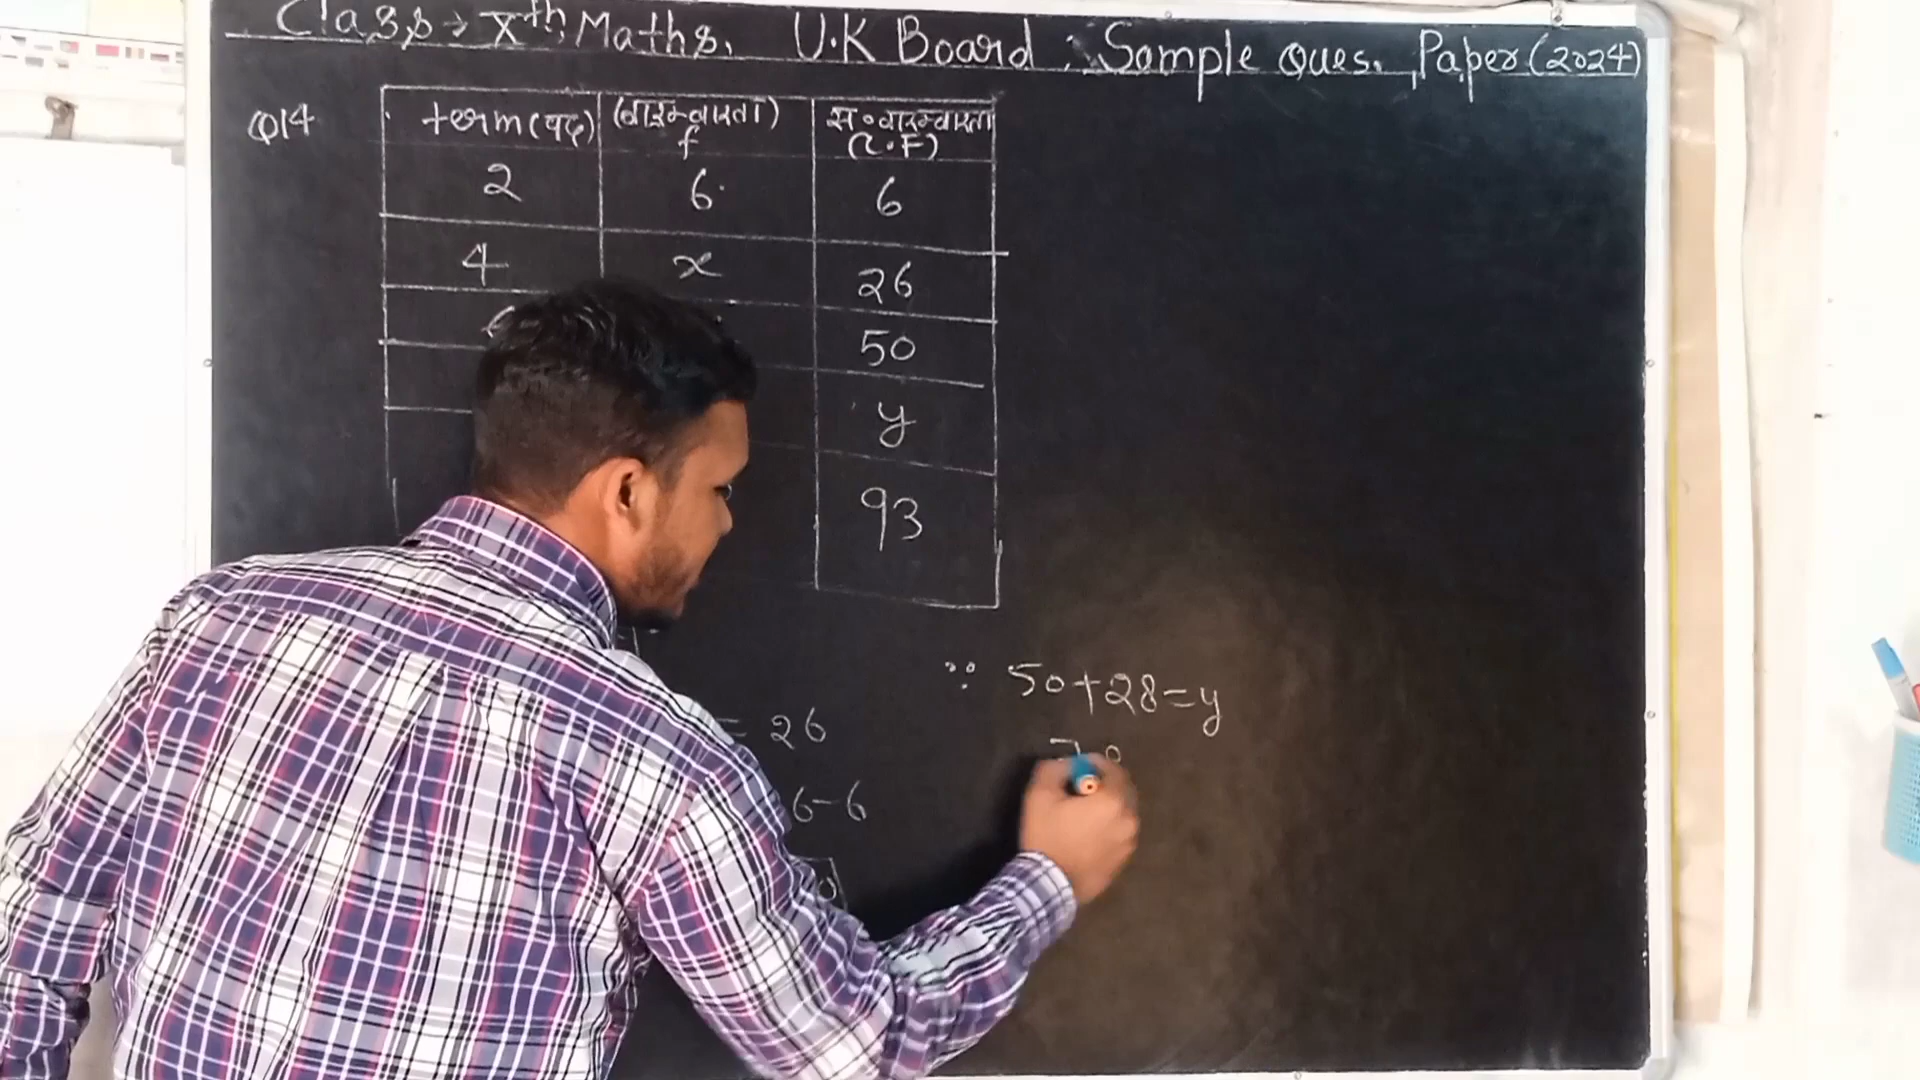 Class → Xth, Maths, U.K Board : Sample Ques. Paper (2024)
Q14
term (पद) (बारम्बारता) f स॰ बारम्बारता (C.F)
2 6 6
4 x 26
50
y
93
∵ 50+28=y
= 26
6-6